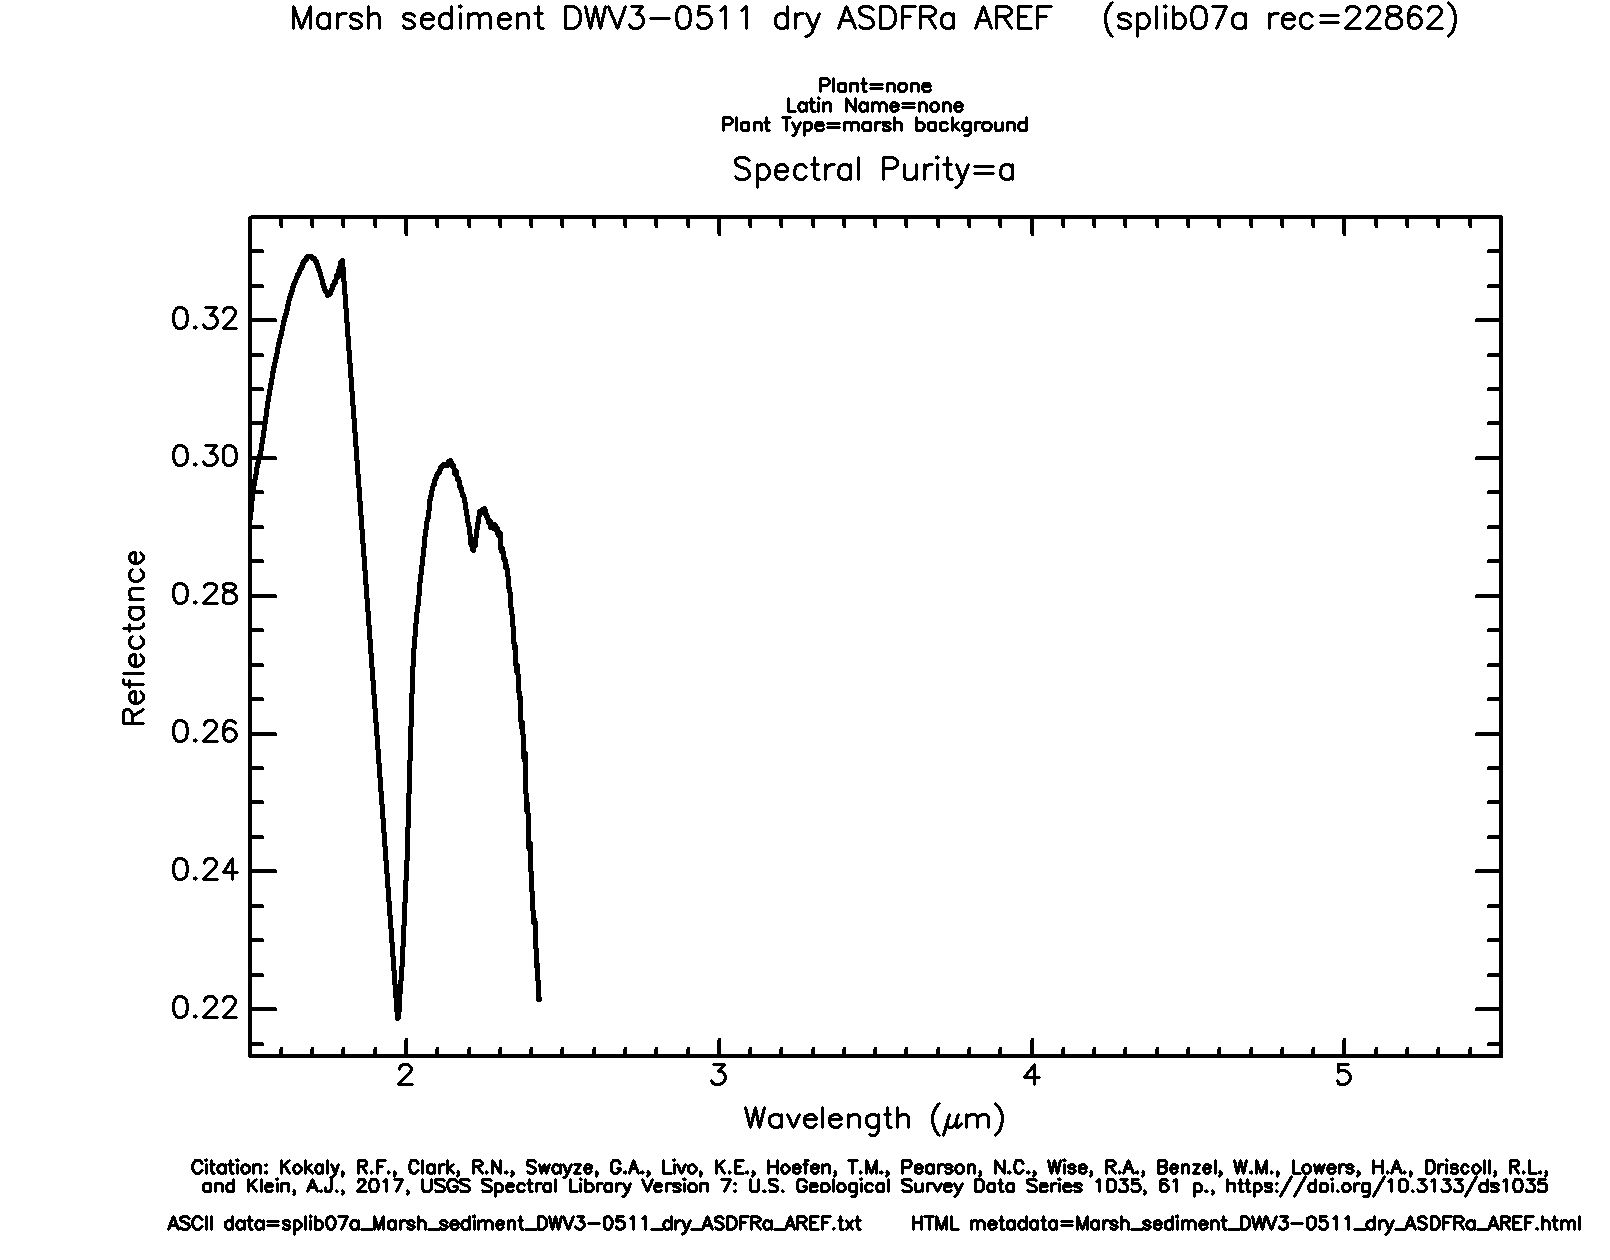 Marsh sediment DWV3-0511 dry ASDFRa AREF (splib07a rec=22862)
Plant=none
Latin Name=none
Plant Type=marsh background
Spectral Purity=a
0.32
0.30
0.28
0.26
0.24
0.22
Reflectance
2 3 4 5
Wavelength (μm)
Citation: Kokaly, R.F., Clark, R.N., Swayze, G.A., Livo, K.E., Hoefen, T.M., Pearson, N.C., Wise, R.A., Benzel, W.M., Lowers, H.A., Driscoll, R.L.,
and Klein, A.J., 2017, USGS Spectral Library Version 7: U.S. Geological Survey Data Series 1035, 61 p., https://doi.org/10.3133/ds1035
ASCII data=splib07a_Marsh_sediment_DWV3-0511_dry_ASDFRa_AREF.txt HTML metadata=Marsh_sediment_DWV3-0511_dry_ASDFRa_AREF.html